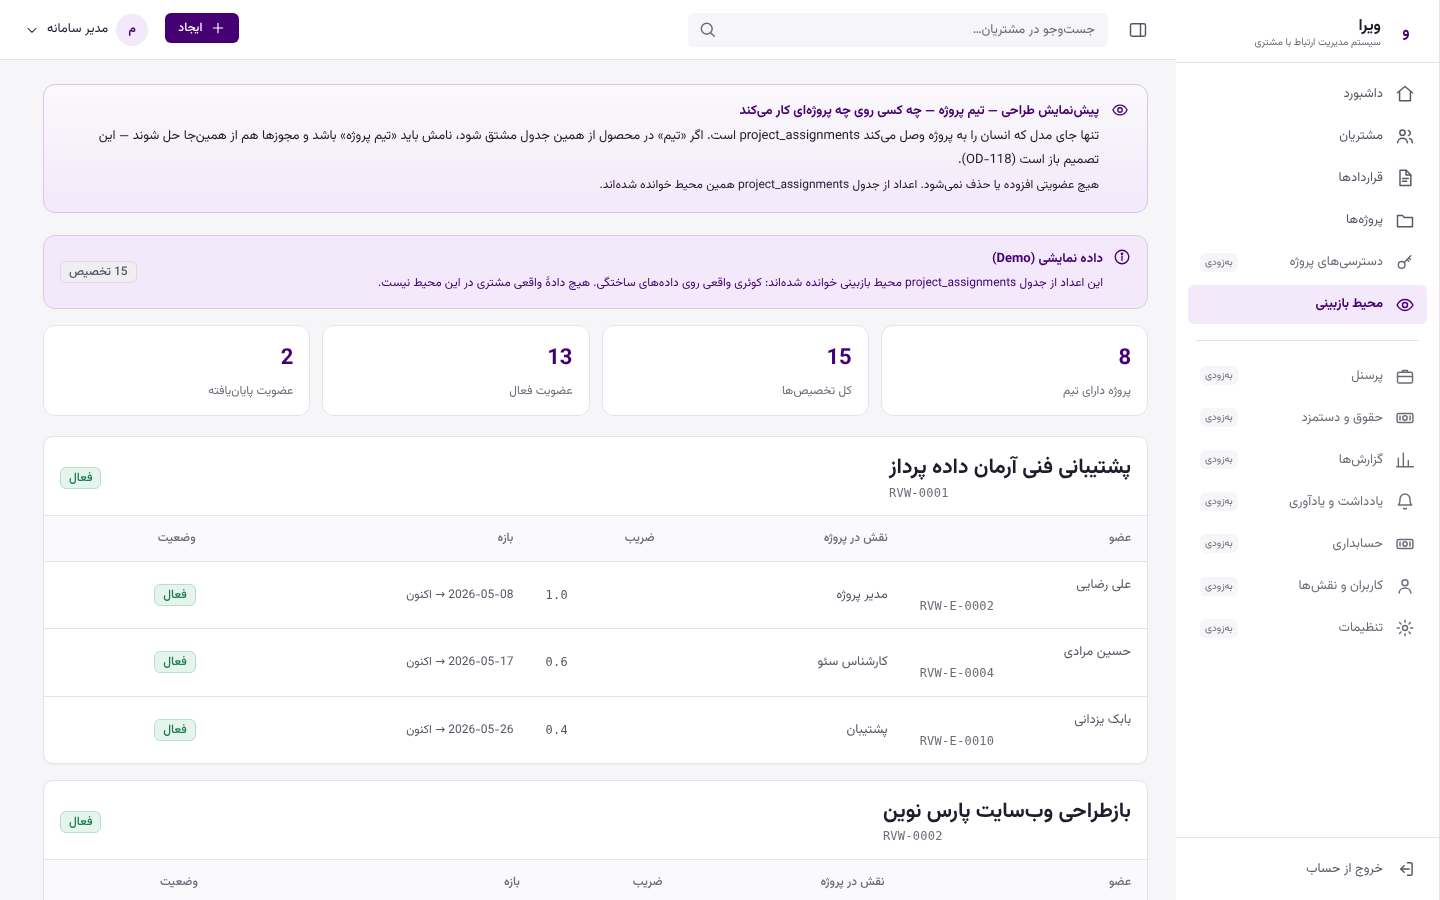 و
ویرا
سیستم مدیریت ارتباط با مشتری
داشبورد
مشتریان
قراردادها
پروژه‌ها
دسترسی‌های پروژه
به‌زودی
محیط بازبینی
پرسنل
به‌زودی
حقوق و دستمزد
به‌زودی
گزارش‌ها
به‌زودی
یادداشت و یادآوری
به‌زودی
حسابداری
به‌زودی
کاربران و نقش‌ها
به‌زودی
تنظیمات
به‌زودی
خروج از حساب
جست‌وجو در مشتریان…
ایجاد
م
مدیر سامانه
پیش‌نمایش طراحی — تیم پروژه — چه کسی روی چه پروژه‌ای کار می‌کند
تنها جای مدل که انسان را به پروژه وصل می‌کند project_assignments است. اگر «تیم» در محصول از همین جدول مشتق شود، نامش باید «تیم پروژه» باشد و مجوزها هم از همین‌جا حل شوند — این
تصمیم باز است (OD-118).
هیچ عضویتی افزوده یا حذف نمی‌شود. اعداد از جدول project_assignments همین محیط خوانده شده‌اند.
داده نمایشی (Demo)
این اعداد از جدول project_assignments محیط بازبینی خوانده شده‌اند: کوئری واقعی روی داده‌های ساختگی. هیچ دادهٔ واقعی مشتری در این محیط نیست.
15 تخصیص
8
پروژه دارای تیم
15
کل تخصیص‌ها
13
عضویت فعال
2
عضویت پایان‌یافته
پشتیبانی فنی آرمان داده پرداز
RVW-0001
فعال
عضو نقش در پروژه ضریب بازه وضعیت
علی رضایی
RVW-E-0002
مدیر پروژه 1.0 2026-05-08 → اکنون فعال
حسین مرادی
RVW-E-0004
کارشناس سئو 0.6 2026-05-17 → اکنون فعال
بابک یزدانی
RVW-E-0010
پشتیبان 0.4 2026-05-26 → اکنون فعال
بازطراحی وب‌سایت پارس نوین
RVW-0002
فعال
عضو نقش در پروژه ضریب بازه وضعیت